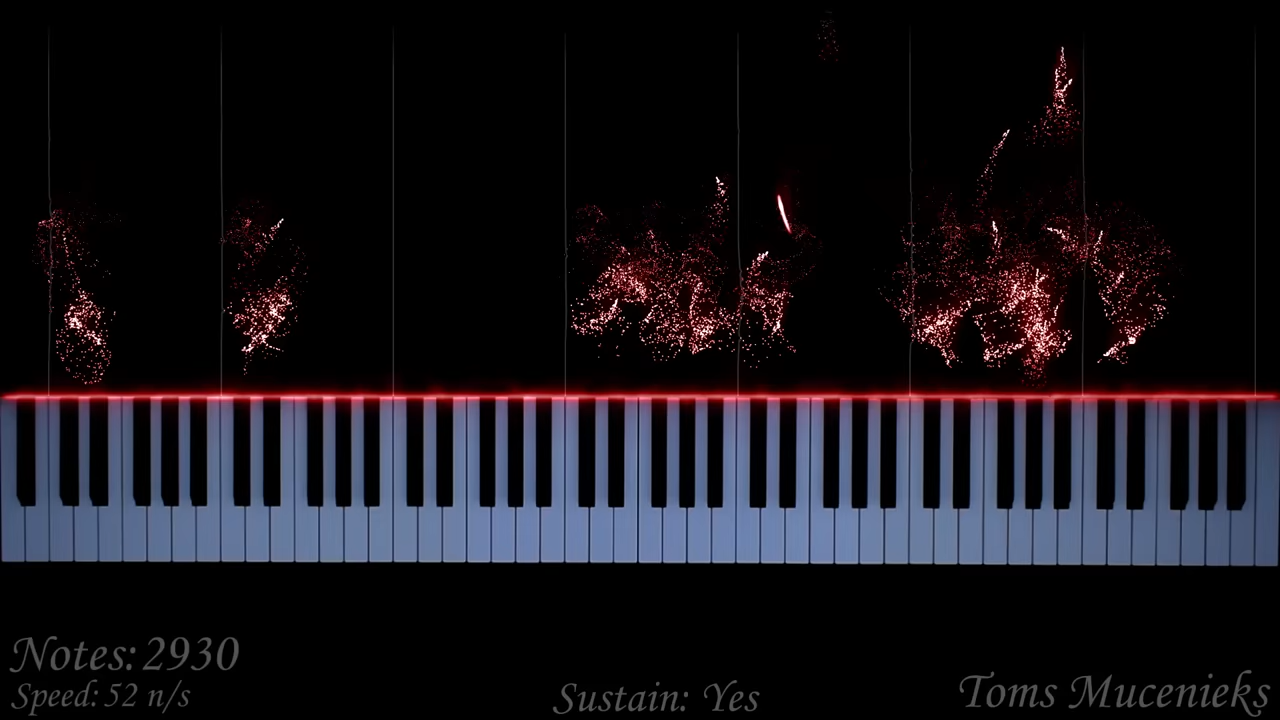 Notes: 2930
Speed: 52 n/s
Sustain: Yes
Toms Mucenieks